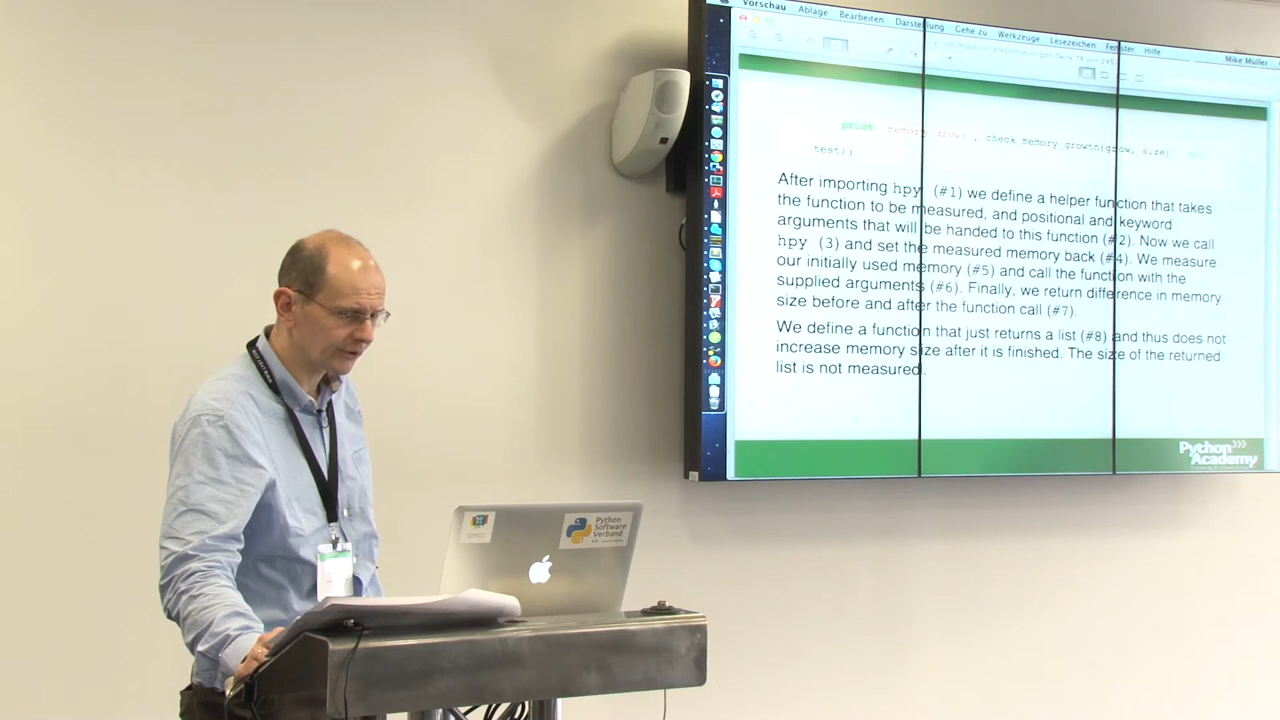 Vorschau Ablage Bearbeiten Darstellung Gehe zu Werkzeuge Lesezeichen Fenster Hilfe Mike Müller
print memory grow: , check_memory_growth(grow, size)
test()
After importing hpy (#1) we define a helper function that takes
the function to be measured, and positional and keyword
arguments that will be handed to this function (#2). Now we call
hpy (3) and set the measured memory back (#4). We measure
our initially used memory (#5) and call the function with the
supplied arguments (#6). Finally, we return difference in memory
size before and after the function call (#7).
We define a function that just returns a list (#8) and thus does not
increase memory size after it is finished. The size of the returned
list is not measured.
Python
Academy
Python
Software
Verband